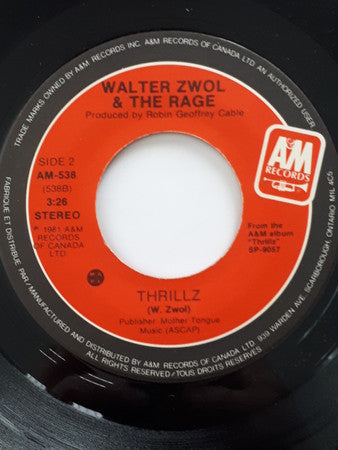 TRADE MARKS OWNED BY A&M RECORDS INC. A&M RECORDS OF CANADA LTD. AUTHORIZED USER
WALTER ZWOL
& THE RAGE
Produced by Robin Geoffrey Cable
SIDE 2
AM-538
(538B)
3:26
STEREO
℗ 1981 A&M
RECORDS
OF CANADA
LTD
A&M
RECORDS
From the
A&M album
"Thrillz"
SP-9057
THRILLZ
(W. Zwol)
Publisher: Mother Tongue
Music (ASCAP)
FABRIQUÉ ET DISTRIBUÉ PAR/MANUFACTURED AND DISTRIBUTED BY A&M RECORDS OF CANADA LTD. 939 WARDEN AVE. SCARBOROUGH, ONTARIO M1L 4C5
ALL RIGHTS RESERVED/TOUS DROITS RÉSERVÉS